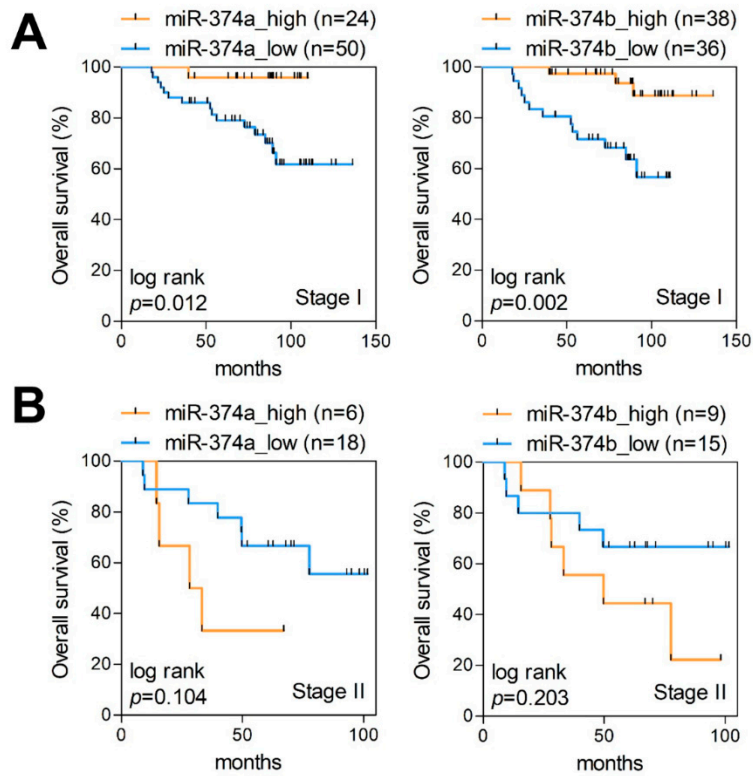 A
miR-374a_high (n=24)
miR-374a_low (n=50)
100
80
60
40
20
0
Overall survival (%)
log rank
p=0.012
Stage I
0 50 100 150
months
miR-374b_high (n=38)
miR-374b_low (n=36)
100
80
60
40
20
0
Overall survival (%)
log rank
p=0.002
Stage I
0 50 100 150
months
B
miR-374a_high (n=6)
miR-374a_low (n=18)
100
80
60
40
20
0
Overall survival (%)
log rank
p=0.104
Stage II
0 50 100
months
miR-374b_high (n=9)
miR-374b_low (n=15)
100
80
60
40
20
0
Overall survival (%)
log rank
p=0.203
Stage II
0 50 100
months